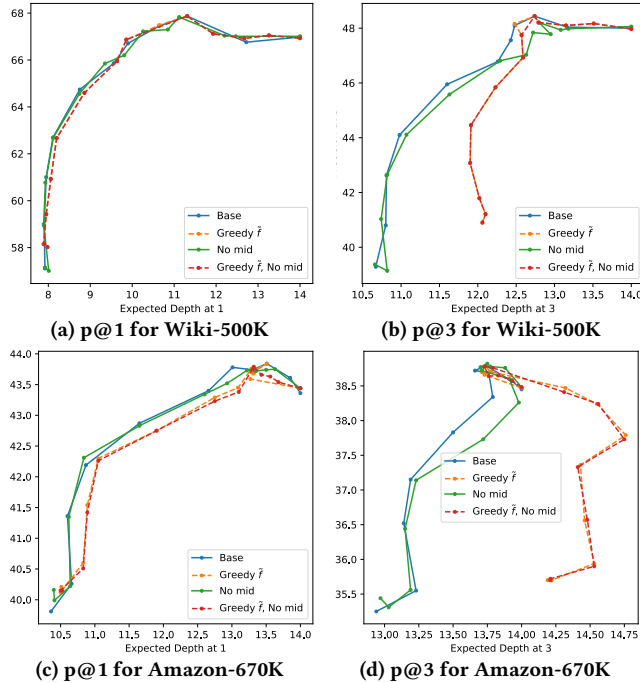 68
66
64
62
60
58
8 9 10 11 12 13 14
Expected Depth at 1
Base
Greedy f̃
No mid
Greedy f̃, No mid
(a) p@1 for Wiki-500K
48
46
44
42
40
10.5 11.0 11.5 12.0 12.5 13.0 13.5 14.0
Expected Depth at 3
Base
Greedy f̃
No mid
Greedy f̃, No mid
(b) p@3 for Wiki-500K
44.0
43.5
43.0
42.5
42.0
41.5
41.0
40.5
40.0
10.5 11.0 11.5 12.0 12.5 13.0 13.5 14.0
Expected Depth at 1
Base
Greedy f̃
No mid
Greedy f̃, No mid
(c) p@1 for Amazon-670K
38.5
38.0
37.5
37.0
36.5
36.0
35.5
13.00 13.25 13.50 13.75 14.00 14.25 14.50 14.75
Expected Depth at 3
Base
Greedy f̃
No mid
Greedy f̃, No mid
(d) p@3 for Amazon-670K